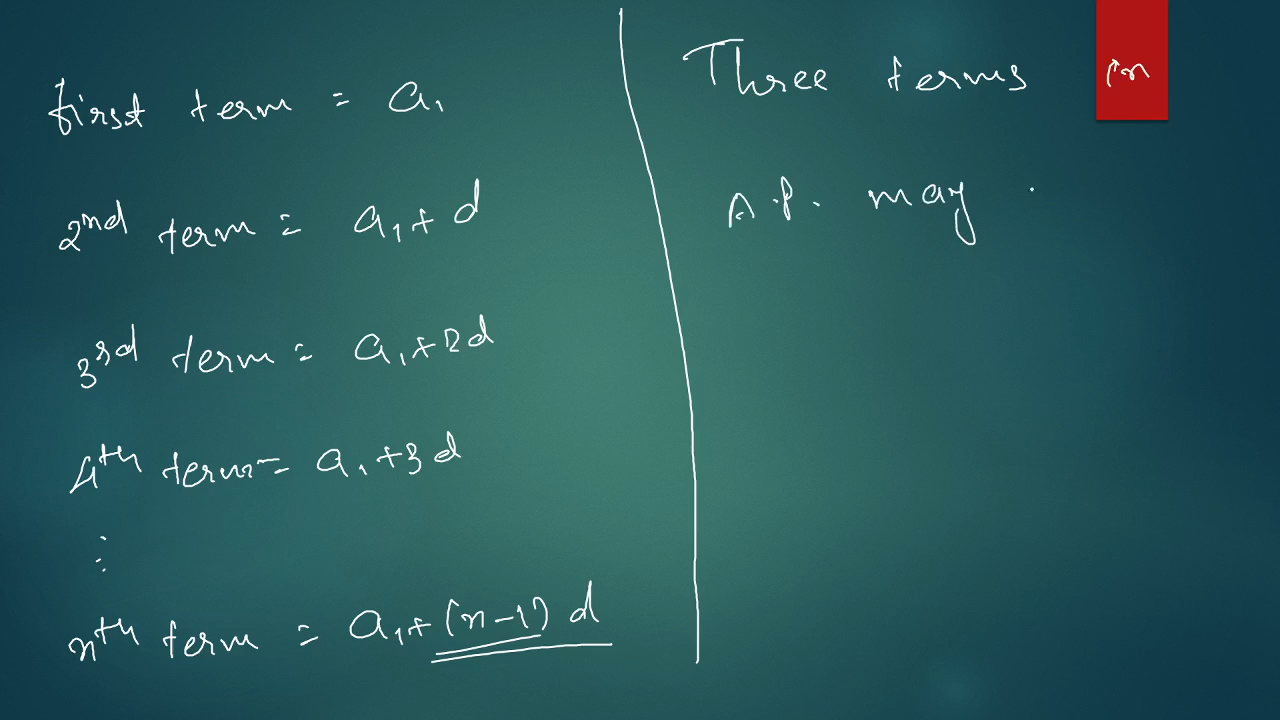 first term = a₁
2nd term = a₁ + d
3rd term = a₁ + 2d
4th term = a₁ + 3d
⋮
nth term = a₁ + (n-1) d
Three terms in
A.P. may